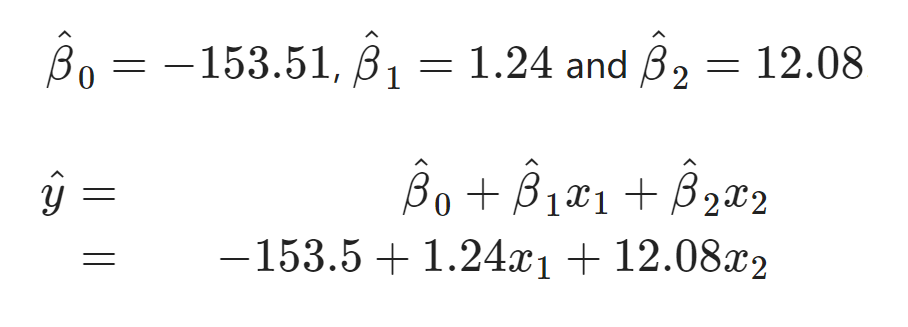 β̂₀ = −153.51, β̂₁ = 1.24 and β̂₂ = 12.08
ŷ = β̂₀ + β̂₁x₁ + β̂₂x₂
= −153.5 + 1.24x₁ + 12.08x₂